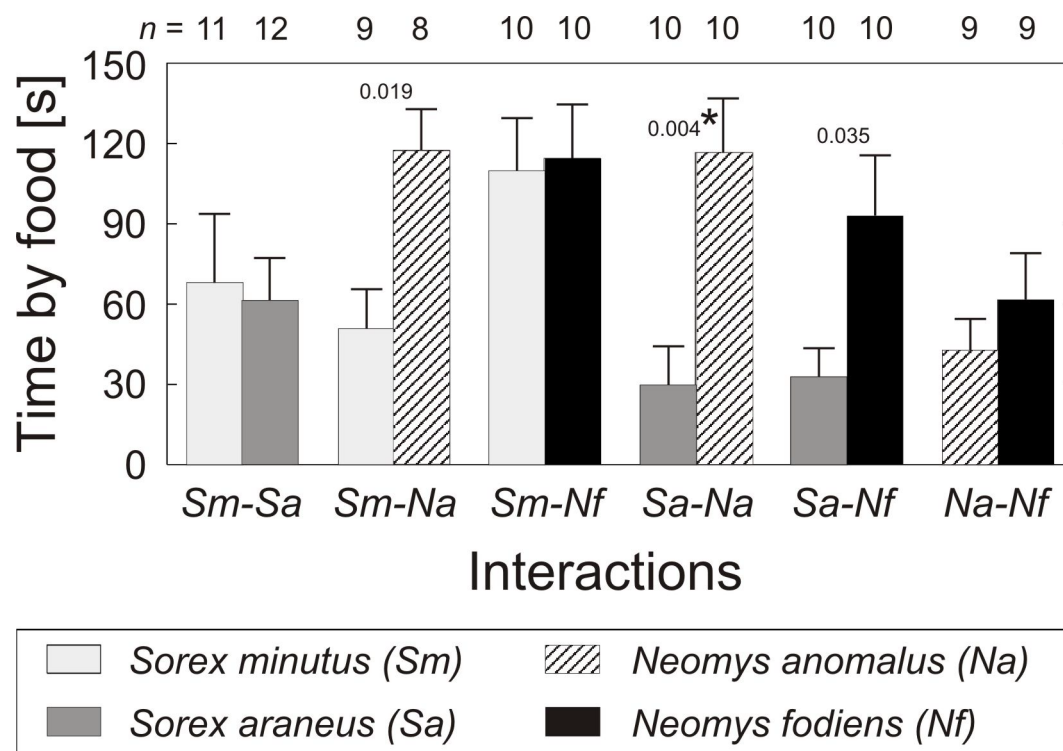 n = 11 12 9 8 10 10 10 10 10 10 9 9
150
0.019
0.004*
0.035
120
90
60
30
0
Time by food [s]
Sm-Sa Sm-Na Sm-Nf Sa-Na Sa-Nf Na-Nf
Interactions
Sorex minutus (Sm) Neomys anomalus (Na)
Sorex araneus (Sa) Neomys fodiens (Nf)